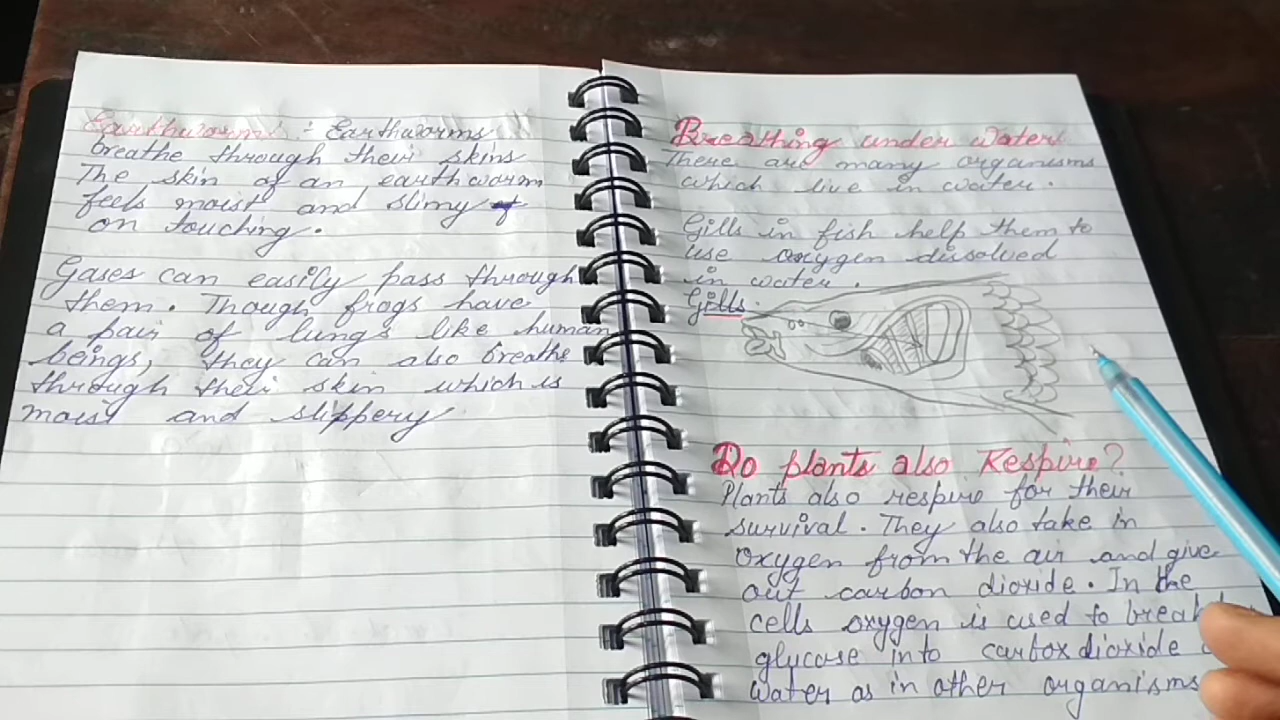 Earthworms :- Earthworms
breathe through their skins
The skin of an earthworm
feels moist and slimy
on touching.
Gases can easily pass through
them. Though frogs have
a pair of lungs like human
beings, they can also breathe
through their skin which is
moist and slippery.
Breathing under Water
There are many organisms
which live in water.
Gills in fish help them to
use oxygen dissolved
in water.
Gills.
Do plants also Respire?
Plants also respire for their
survival. They also take in
oxygen from the air and give
out carbon dioxide. In the
cells oxygen is used to break
glucose into carboxdioxide
water as in other organisms